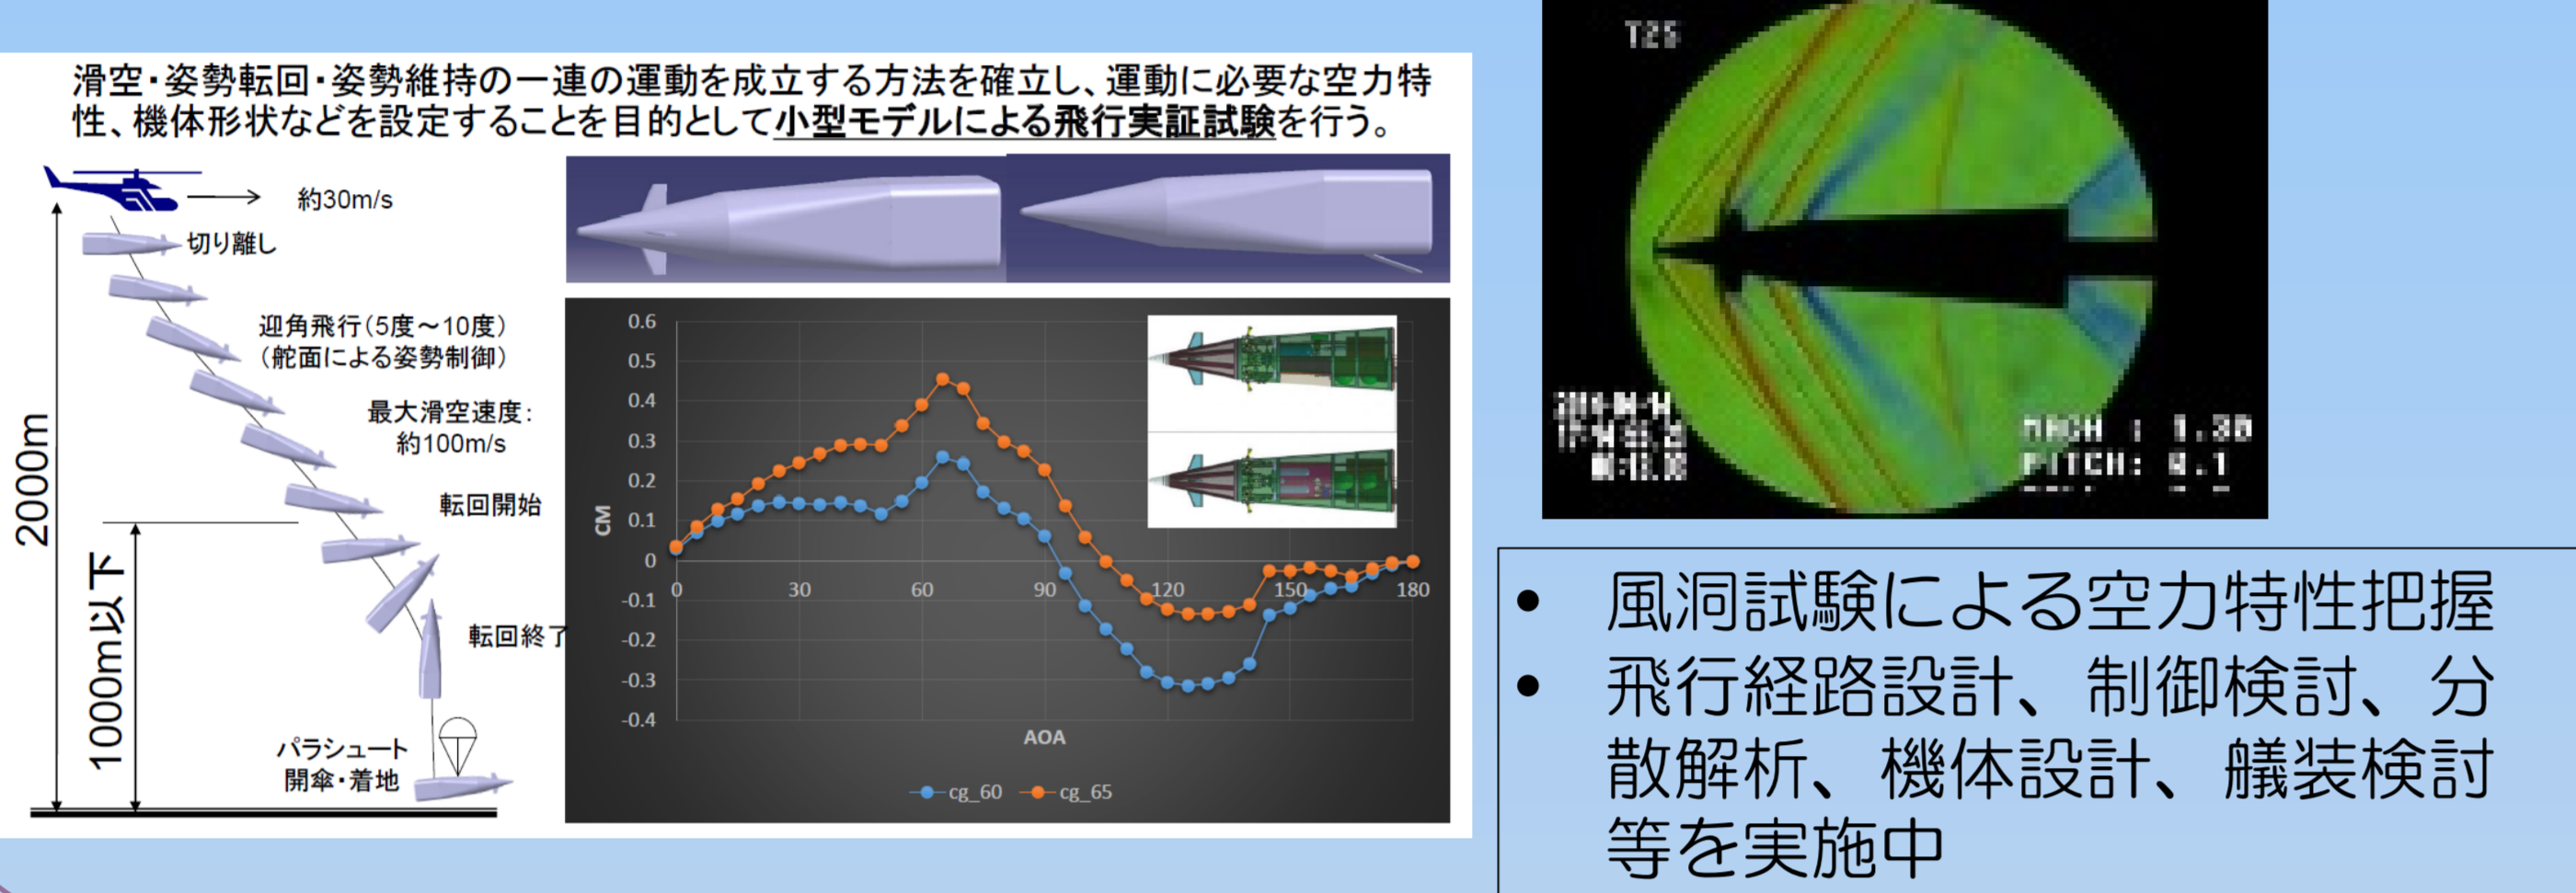 滑空・姿勢転回・姿勢維持の一連の運動を成立する方法を確立し、運動に必要な空力特
性、機体形状などを設定することを目的として小型モデルによる飛行実証試験を行う。
約30m/s
切り離し
迎角飛行(5度～10度)
(舵面による姿勢制御)
最大滑空速度:
約100m/s
転回開始
転回終了
パラシュート
開傘・着地
2000m
1000m以下
0.6
0.5
0.4
0.3
0.2
0.1
0
-0.1
-0.2
-0.3
-0.4
CM
0 30 60 90 120 150 180
AOA
cg_60 cg_65
T25
MACH : 1.30
PITCH: 0.1
• 風洞試験による空力特性把握
• 飛行経路設計、制御検討、分
散解析、機体設計、艤装検討
等を実施中